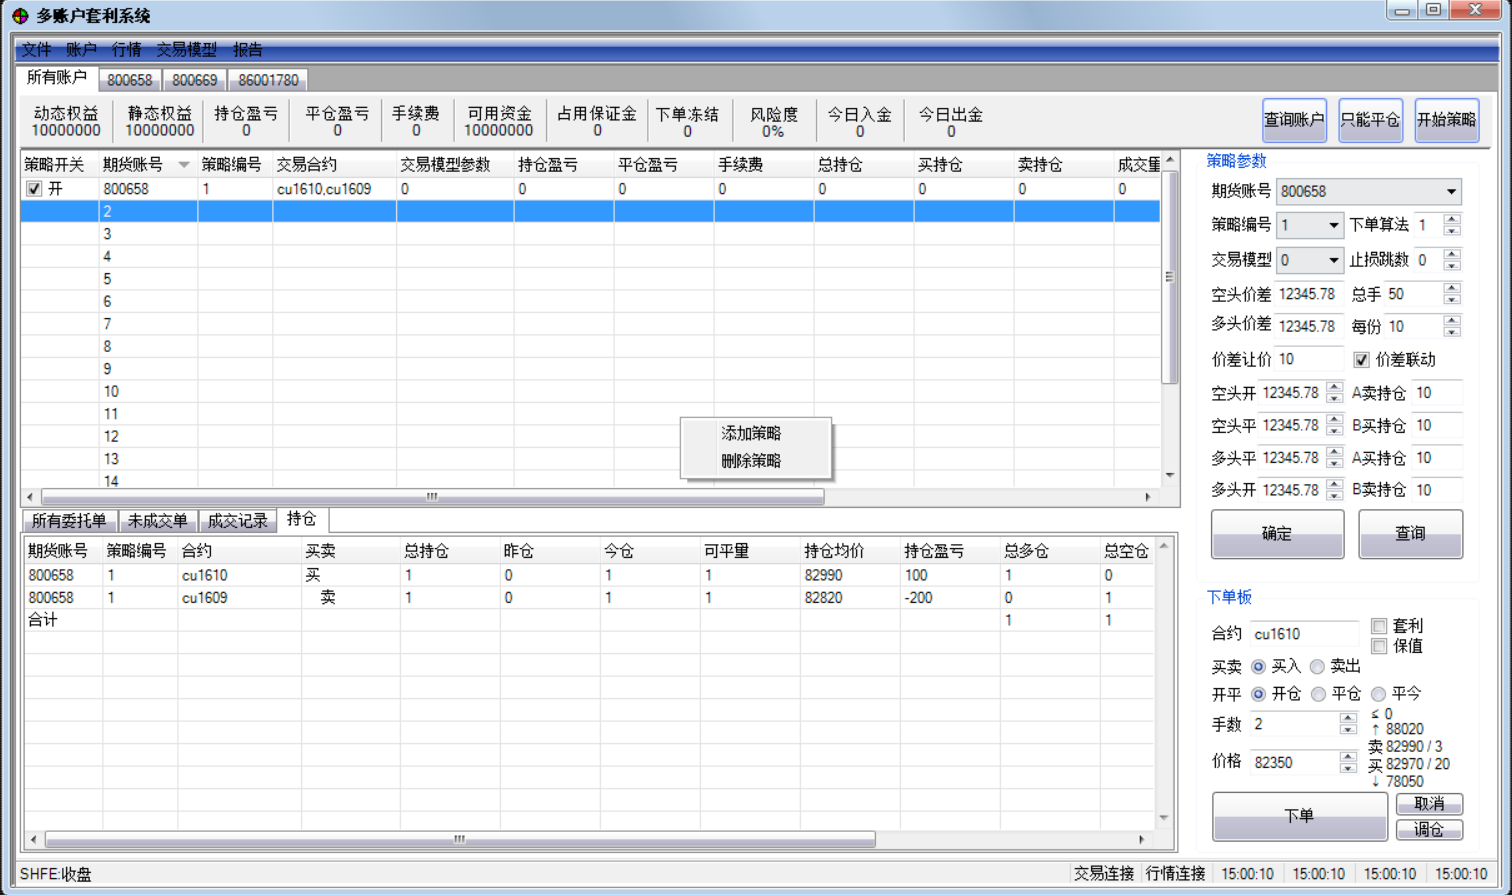 多账户套利系统
文件 账户 行情 交易模型 报告
所有账户 800658 800669 86001780
动态权益 静态权益 持仓盈亏 平仓盈亏 手续费 可用资金 占用保证金 下单冻结 风险度 今日入金 今日出金
10000000 10000000 0 0 0 10000000 0 0 0% 0 0
查询账户 只能平仓 开始策略
策略开关 期货账号 策略编号 交易合约 交易模型参数 持仓盈亏 平仓盈亏 手续费 总持仓 买持仓 卖持仓 成交量
开 800658 1 cu1610,cu1609 0 0 0 0 0 0 0 0
2
3
4
5
6
7
8
9
10
11
12
13
14
添加策略
删除策略
策略参数
期货账号 800658
策略编号 1 下单算法 1
交易模型 0 止损跳数 0
空头价差 12345.78 总手 50
多头价差 12345.78 每份 10
价差让价 10 价差联动
空头开 12345.78 A卖持仓 10
空头平 12345.78 B买持仓 10
多头平 12345.78 A买持仓 10
多头开 12345.78 B卖持仓 10
确定 查询
所有委托单 未成交单 成交记录 持仓
期货账号 策略编号 合约 买卖 总持仓 昨仓 今仓 可平量 持仓均价 持仓盈亏 总多仓 总空仓
800658 1 cu1610 买 1 0 1 1 82990 100 1 0
800658 1 cu1609 卖 1 0 1 1 82820 -200 0 1
合计 1 1
下单板
合约 cu1610 套利
保值
买卖 买入 卖出
开平 开仓 平仓 平今
手数 2 ≤ 0
↑ 88020
卖 82990 / 3
价格 82350 买 82970 / 20
↓ 78050
下单 取消
调仓
SHFE:收盘 交易连接 行情连接 15:00:10 15:00:10 15:00:10 15:00:10